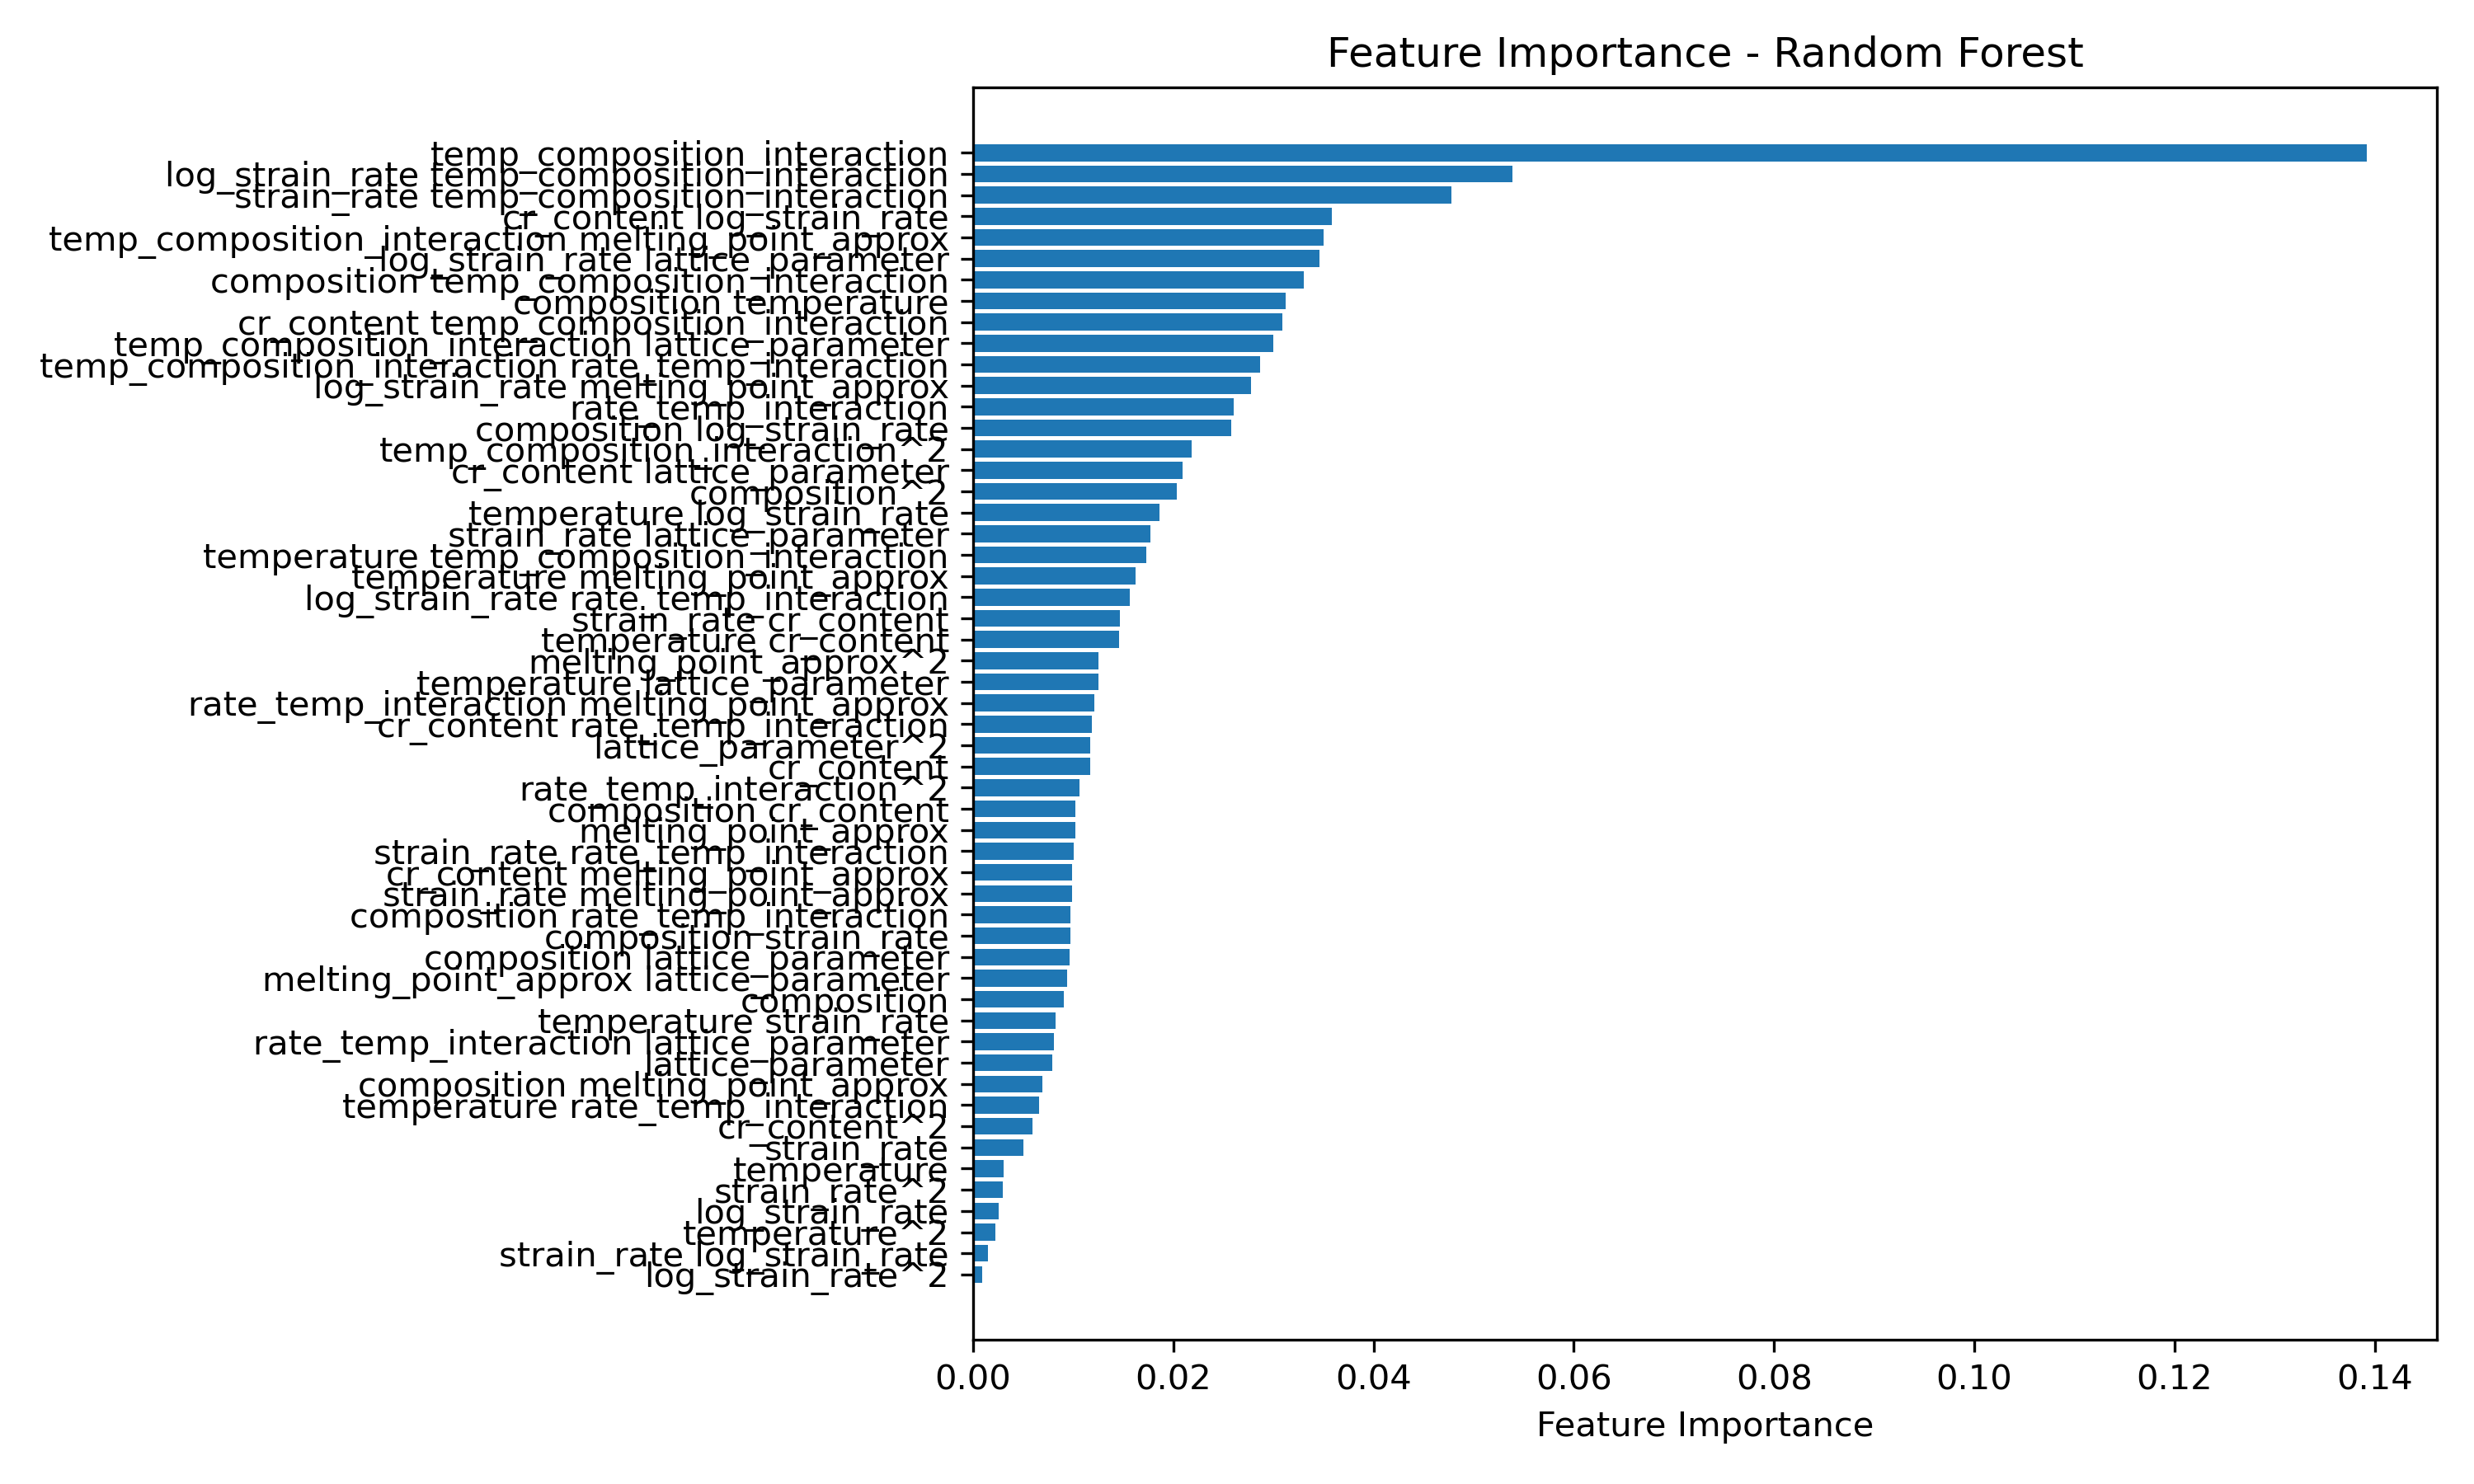 Feature Importance - Random Forest
temp_composition_interaction
log_strain_rate temp_composition_interaction
strain_rate temp_composition_interaction
cr_content log_strain_rate
temp_composition_interaction melting_point_approx
log_strain_rate lattice_parameter
composition temp_composition_interaction
composition temperature
cr_content temp_composition_interaction
temp_composition_interaction lattice_parameter
temp_composition_interaction rate_temp_interaction
log_strain_rate melting_point_approx
rate_temp_interaction
composition log_strain_rate
temp_composition_interaction^2
cr_content lattice_parameter
composition^2
temperature log_strain_rate
strain_rate lattice_parameter
temperature temp_composition_interaction
temperature melting_point_approx
log_strain_rate rate_temp_interaction
strain_rate cr_content
temperature cr_content
melting_point_approx^2
temperature lattice_parameter
rate_temp_interaction melting_point_approx
cr_content rate_temp_interaction
lattice_parameter^2
cr_content
rate_temp_interaction^2
composition cr_content
melting_point_approx
strain_rate rate_temp_interaction
cr_content melting_point_approx
strain_rate melting_point_approx
composition rate_temp_interaction
composition strain_rate
composition lattice_parameter
melting_point_approx lattice_parameter
composition
temperature strain_rate
rate_temp_interaction lattice_parameter
lattice_parameter
composition melting_point_approx
temperature rate_temp_interaction
cr_content^2
strain_rate
temperature
strain_rate^2
log_strain_rate
temperature^2
strain_rate log_strain_rate
log_strain_rate^2
0.00 0.02 0.04 0.06 0.08 0.10 0.12 0.14
Feature Importance